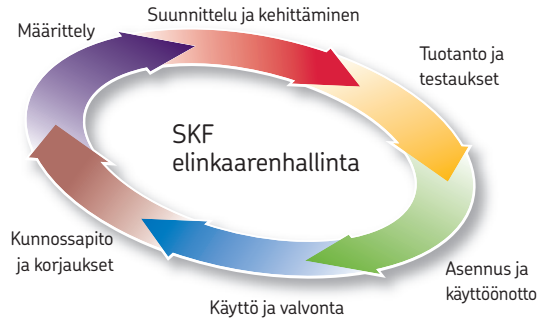 Suunnittelu ja kehittäminen
Määrittely
Tuotanto ja
testaukset
SKF
elinkaarenhallinta
Kunnossapito
ja korjaukset
Asennus ja
käyttöönotto
Käyttö ja valvonta